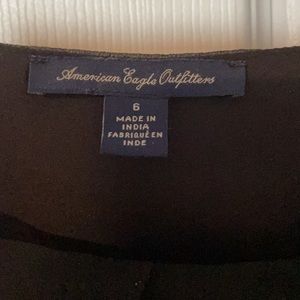 American Eagle Outfitters
6
MADE IN
INDIA
FABRIQUÉ EN
INDE